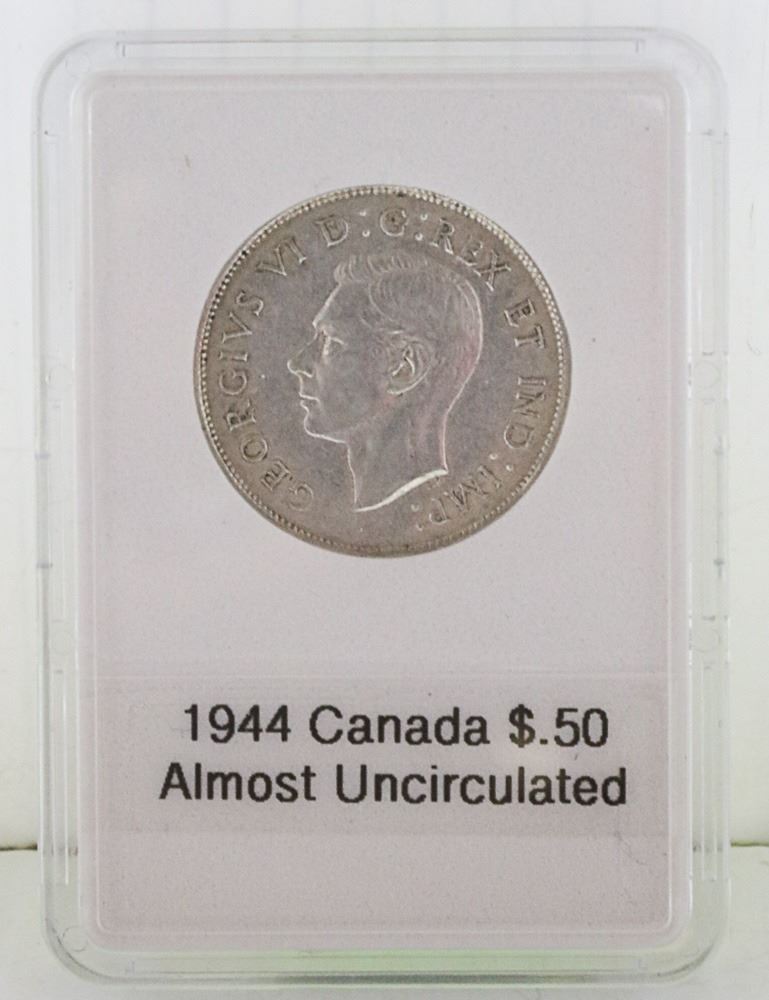 GEORGIVS VI D:G:REX ET IND:IMP:
1944 Canada $.50
Almost Uncirculated